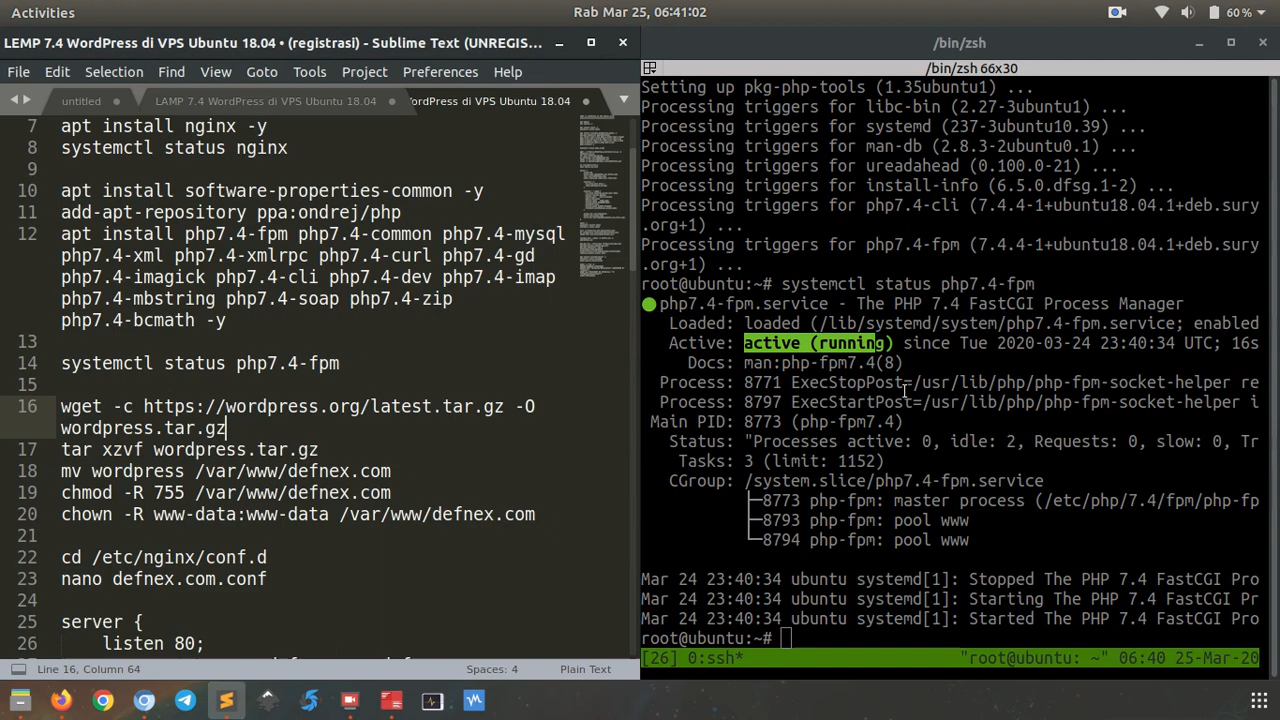 Activities
Rab Mar 25, 06:41:02
60 %
LEMP 7.4 WordPress di VPS Ubuntu 18.04 • (registrasi) - Sublime Text (UNREGIS...
File Edit Selection Find View Goto Tools Project Preferences Help
untitled
LAMP 7.4 WordPress di VPS Ubuntu 18.04
ordPress di VPS Ubuntu 18.04
7 apt install nginx -y
8 systemctl status nginx
9
10 apt install software-properties-common -y
11 add-apt-repository ppa:ondrej/php
12 apt install php7.4-fpm php7.4-common php7.4-mysql
php7.4-xml php7.4-xmlrpc php7.4-curl php7.4-gd
php7.4-imagick php7.4-cli php7.4-dev php7.4-imap
php7.4-mbstring php7.4-soap php7.4-zip
php7.4-bcmath -y
13
14 systemctl status php7.4-fpm
15
16 wget -c https://wordpress.org/latest.tar.gz -O
wordpress.tar.gz
17 tar xzvf wordpress.tar.gz
18 mv wordpress /var/www/defnex.com
19 chmod -R 755 /var/www/defnex.com
20 chown -R www-data:www-data /var/www/defnex.com
21
22 cd /etc/nginx/conf.d
23 nano defnex.com.conf
24
25 server {
26 listen 80;
Line 16, Column 64
Spaces: 4
Plain Text
/bin/zsh
/bin/zsh 66x30
Setting up pkg-php-tools (1.35ubuntu1) ...
Processing triggers for libc-bin (2.27-3ubuntu1) ...
Processing triggers for systemd (237-3ubuntu10.39) ...
Processing triggers for man-db (2.8.3-2ubuntu0.1) ...
Processing triggers for ureadahead (0.100.0-21) ...
Processing triggers for install-info (6.5.0.dfsg.1-2) ...
Processing triggers for php7.4-cli (7.4.4-1+ubuntu18.04.1+deb.sury
.org+1) ...
Processing triggers for php7.4-fpm (7.4.4-1+ubuntu18.04.1+deb.sury
.org+1) ...
root@ubuntu:~# systemctl status php7.4-fpm
php7.4-fpm.service - The PHP 7.4 FastCGI Process Manager
Loaded: loaded (/lib/systemd/system/php7.4-fpm.service; enabled
Active: active (running) since Tue 2020-03-24 23:40:34 UTC; 16s
Docs: man:php-fpm7.4(8)
Process: 8771 ExecStopPost=/usr/lib/php/php-fpm-socket-helper re
Process: 8797 ExecStartPost=/usr/lib/php/php-fpm-socket-helper i
Main PID: 8773 (php-fpm7.4)
Status: "Processes active: 0, idle: 2, Requests: 0, slow: 0, Tr
Tasks: 3 (limit: 1152)
CGroup: /system.slice/php7.4-fpm.service
├─8773 php-fpm: master process (/etc/php/7.4/fpm/php-fp
├─8793 php-fpm: pool www
└─8794 php-fpm: pool www
Mar 24 23:40:34 ubuntu systemd[1]: Stopped The PHP 7.4 FastCGI Pro
Mar 24 23:40:34 ubuntu systemd[1]: Starting The PHP 7.4 FastCGI Pr
Mar 24 23:40:34 ubuntu systemd[1]: Started The PHP 7.4 FastCGI Pro
root@ubuntu:~#
[26] 0:ssh* "root@ubuntu: ~" 06:40 25-Mar-20